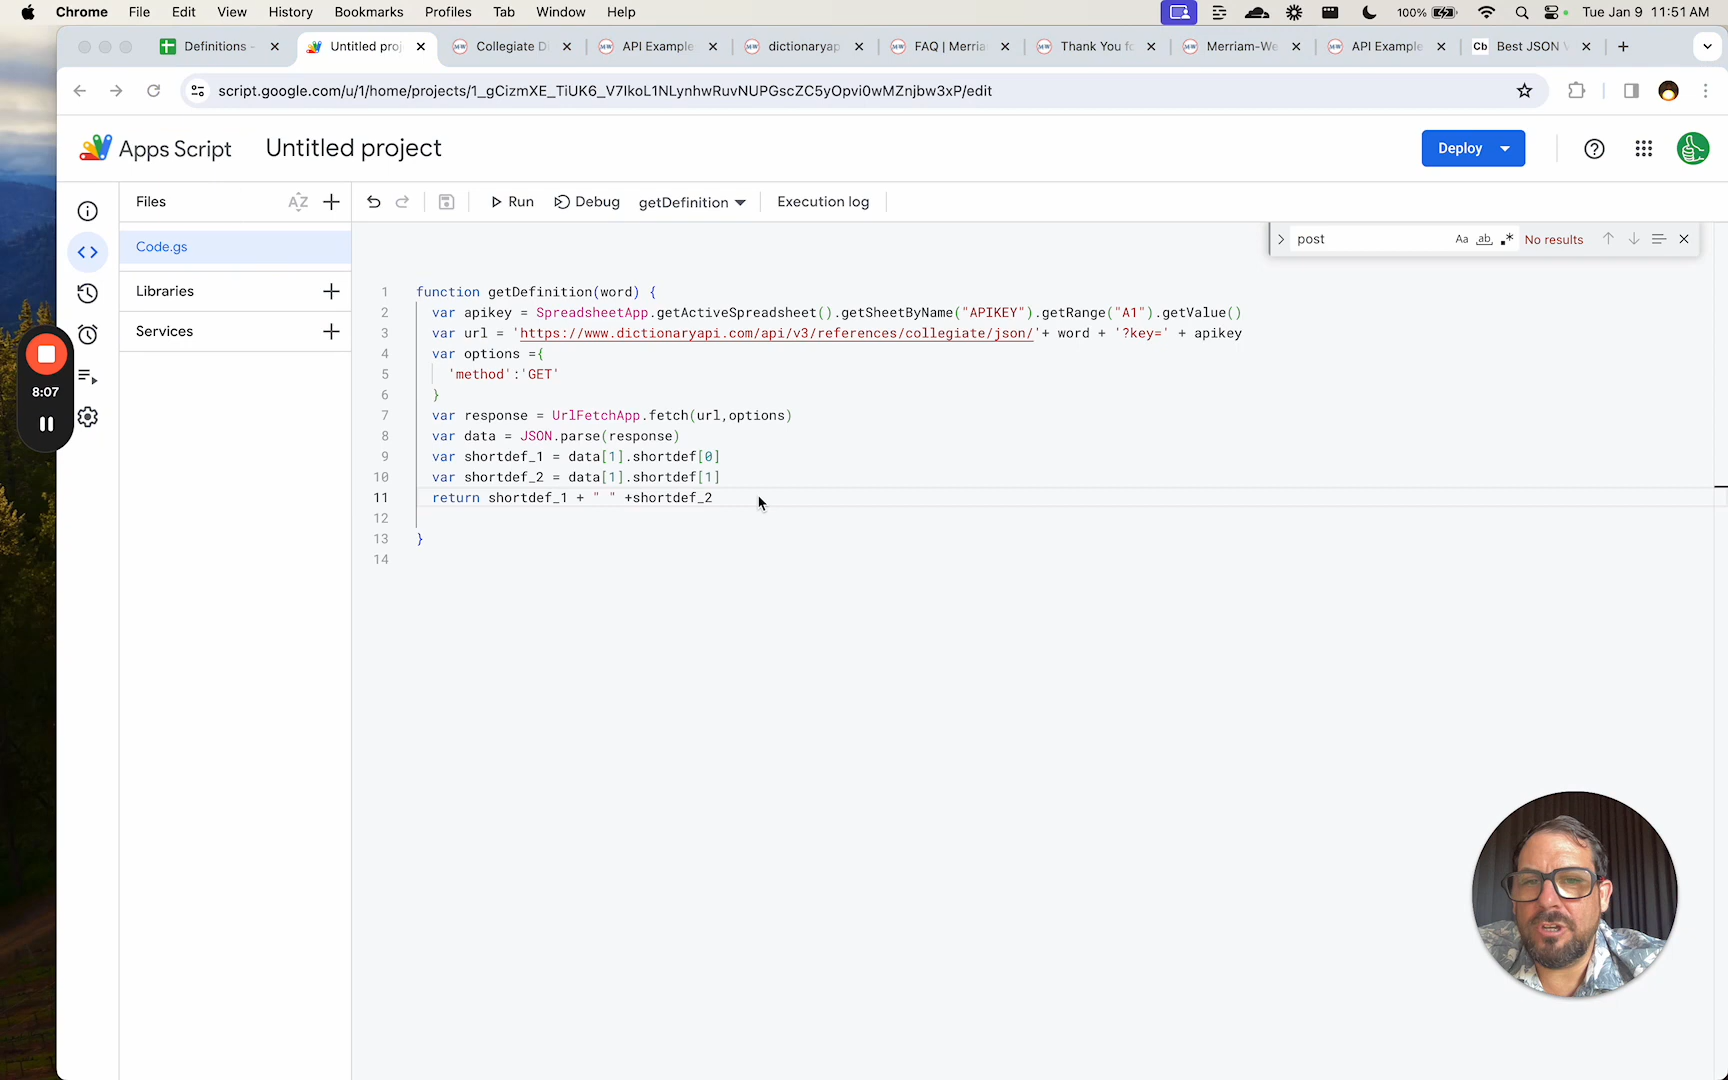 Chrome File Edit View History Bookmarks Profiles Tab Window Help 100% Tue Jan 9 11:51 AM
Definitions - Untitled proj Collegiate Di API Example dictionaryap FAQ | Merria Thank You fo Merriam-We API Example Cb Best JSON V
script.google.com/u/1/home/projects/1_gCizmXE_TiUK6_V7IkoL1NLynhwRuvNUPGscZC5yOpvi0wMZnjbw3xP/edit
Apps Script Untitled project Deploy
Files AZ Run Debug getDefinition Execution log
Code.gs
Libraries
Services
post Aa ab No results
8:07
1 function getDefinition(word) {
2 var apikey = SpreadsheetApp.getActiveSpreadsheet().getSheetByName("APIKEY").getRange("A1").getValue()
3 var url = 'https://www.dictionaryapi.com/api/v3/references/collegiate/json/'+ word + '?key=' + apikey
4 var options ={
5 'method':'GET'
6 }
7 var response = UrlFetchApp.fetch(url,options)
8 var data = JSON.parse(response)
9 var shortdef_1 = data[1].shortdef[0]
10 var shortdef_2 = data[1].shortdef[1]
11 return shortdef_1 + " " +shortdef_2
12
13 }
14